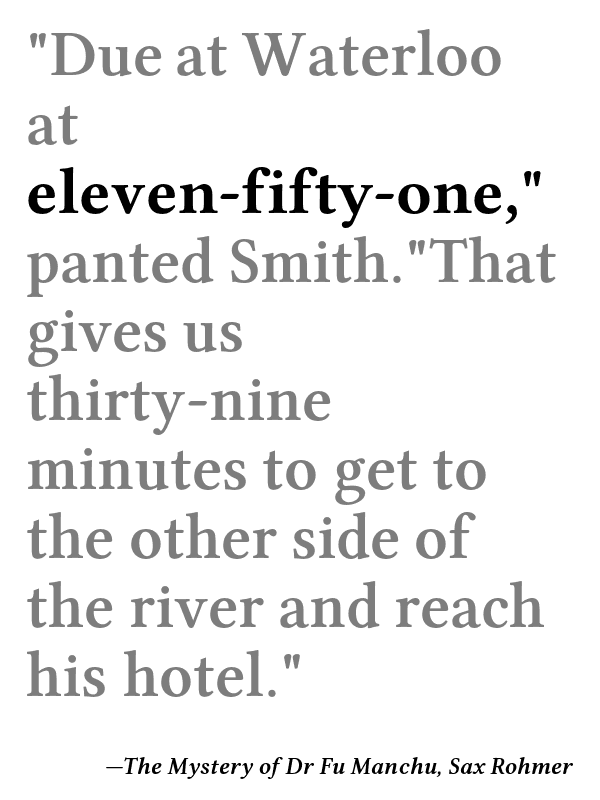 "Due at Waterloo
at
eleven-fifty-one,"
panted Smith."That
gives us
thirty-nine
minutes to get to
the other side of
the river and reach
his hotel."
—The Mystery of Dr Fu Manchu, Sax Rohmer